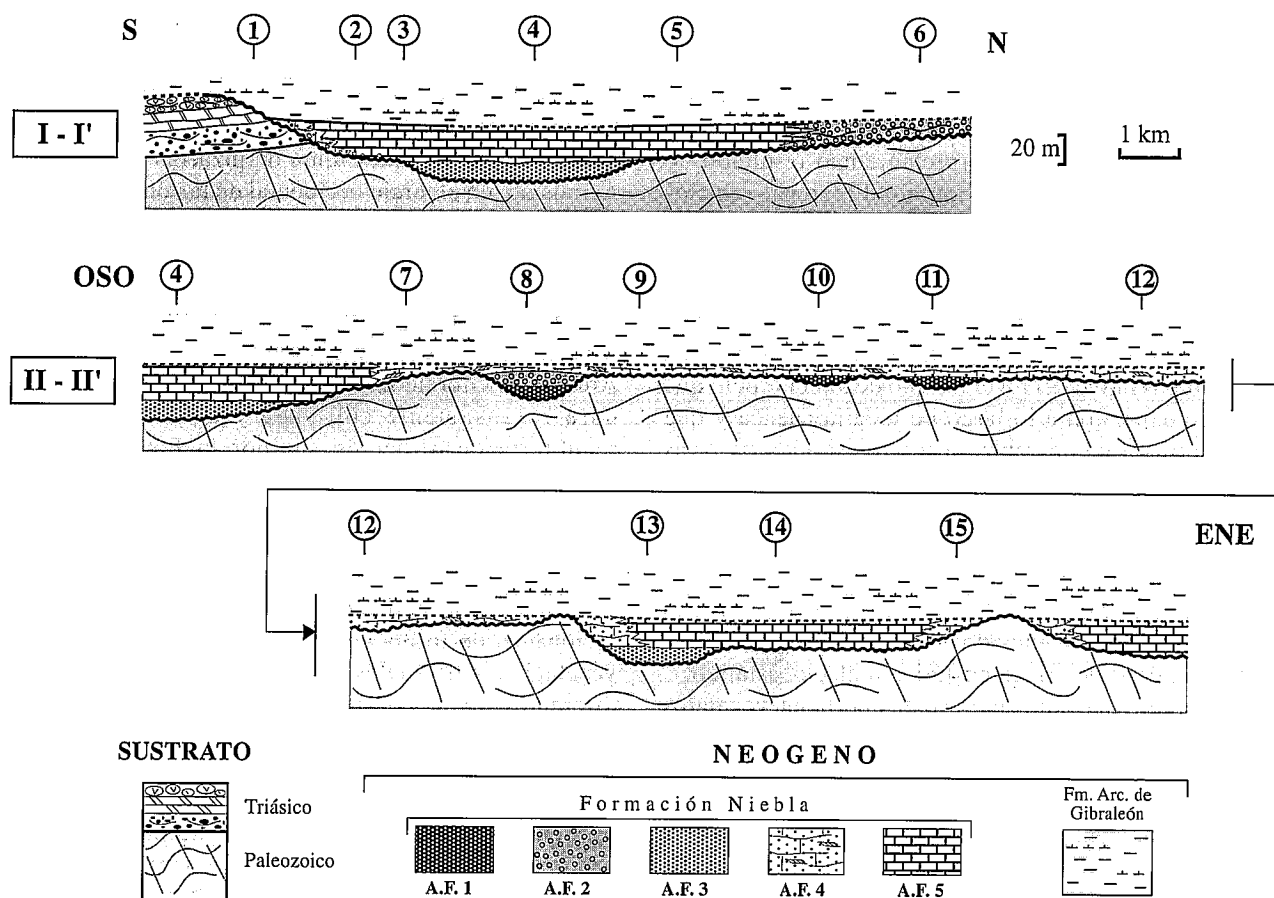 S 1 2 3 4 5 6 N
I - I'
20 m
1 km
OSO 4 7 8 9 10 11 12
II - II'
12 13 14 15 ENE
SUSTRATO
Triásico
Paleozoico
NEOGENO
Formación Niebla
A.F. 1 A.F. 2 A.F. 3 A.F. 4 A.F. 5
Fm. Arc. de
Gibraleón